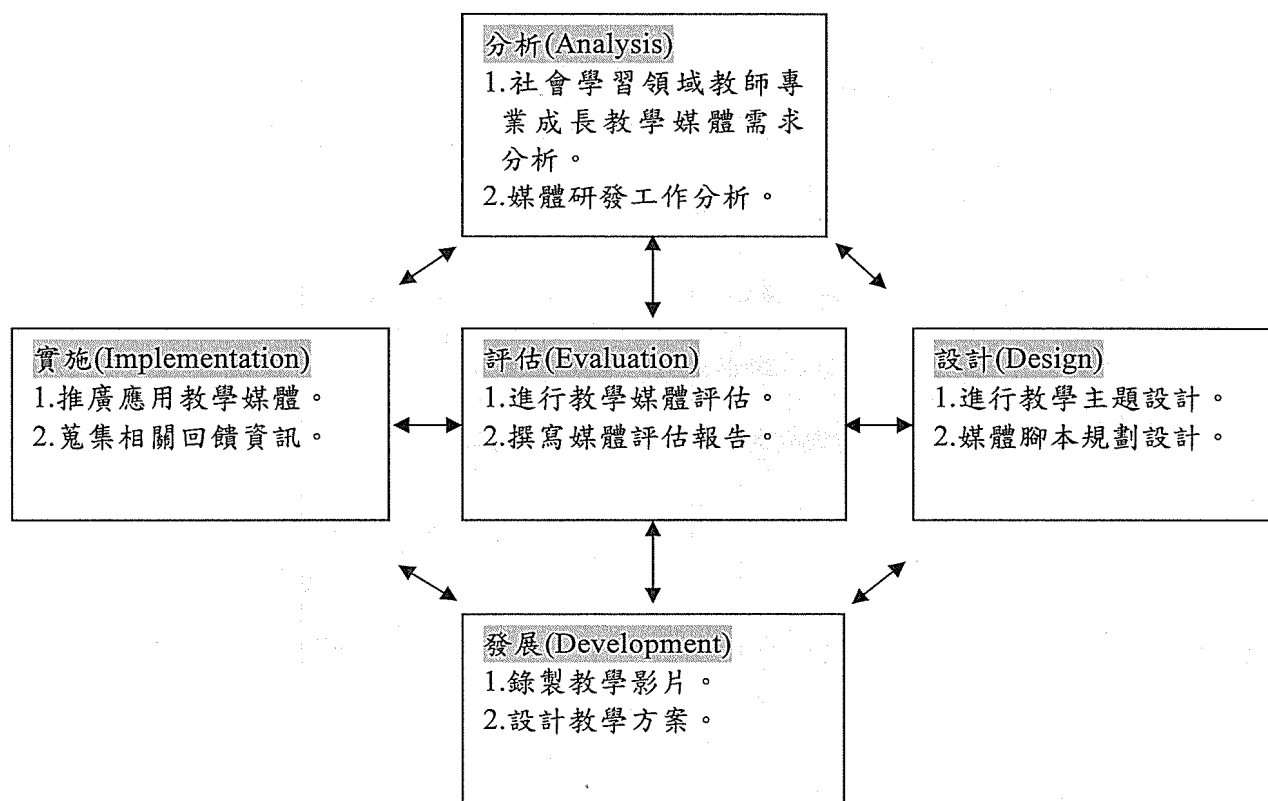 分析(Analysis)
1.社會學習領域教師專
業成長教學媒體需求
分析。
2.媒體研發工作分析。
實施(Implementation)
1.推廣應用教學媒體。
2.蒐集相關回饋資訊。
評估(Evaluation)
1.進行教學媒體評估。
2.撰寫媒體評估報告。
設計(Design)
1.進行教學主題設計。
2.媒體腳本規劃設計。
發展(Development)
1.錄製教學影片。
2.設計教學方案。